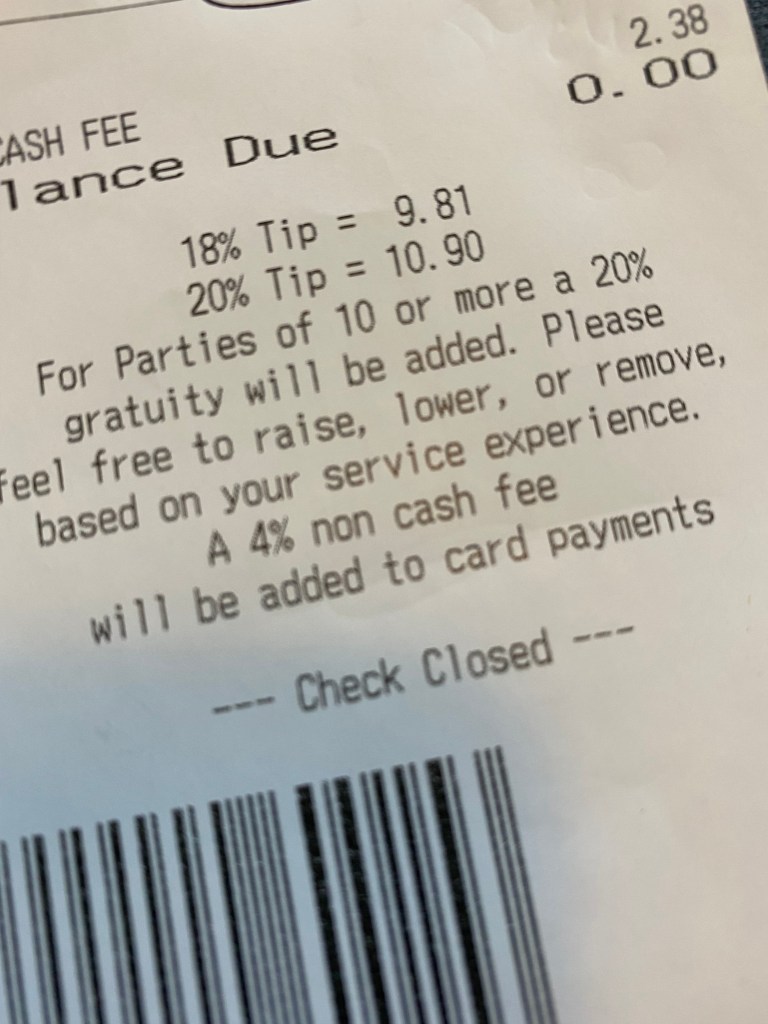 2.38
CASH FEE
0.00
lance Due
18% Tip = 9.81
20% Tip = 10.90
For Parties of 10 or more a 20%
gratuity will be added. Please
feel free to raise, lower, or remove,
based on your service experience.
A 4% non cash fee
will be added to card payments
--- Check Closed ---